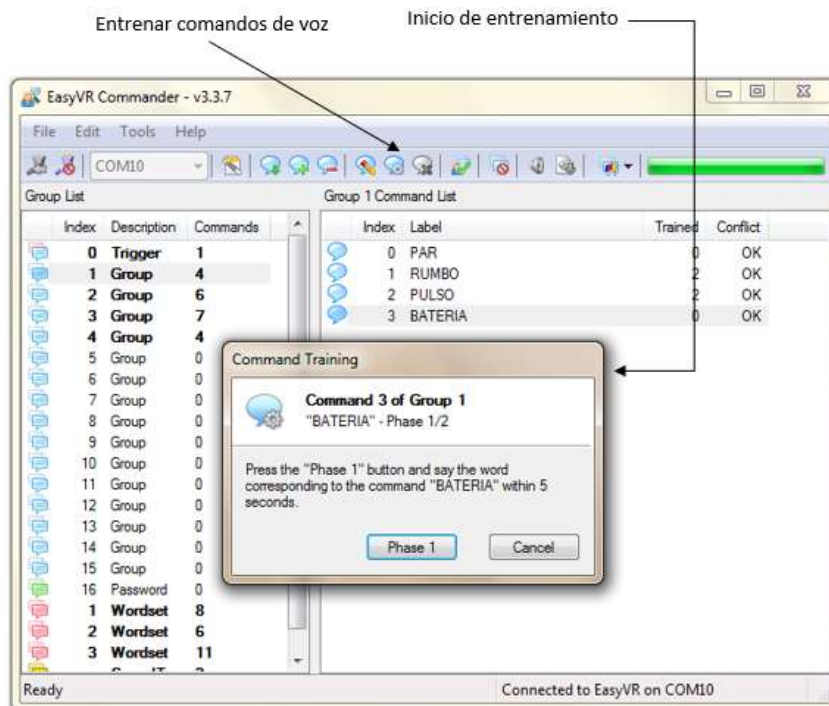 Entrenar comandos de voz
Inicio de entrenamiento
EasyVR Commander - v3.3.7
File Edit Tools Help
COM10
Group List
Group 1 Command List
Index Description Commands
Index Label Trained Conflict
0 Trigger 1
0 PAR 0 OK
1 Group 4
1 RUMBO 2 OK
2 Group 6
2 PULSO 2 OK
3 Group 7
3 BATERIA 0 OK
4 Group 4
5 Group 0
6 Group 0
7 Group 0
8 Group 0
9 Group 0
10 Group 0
11 Group 0
12 Group 0
13 Group 0
14 Group 0
15 Group 0
16 Password 0
1 Wordset 8
2 Wordset 6
3 Wordset 11
Command Training
Command 3 of Group 1
"BATERIA" - Phase 1/2
Press the "Phase 1" button and say the word
corresponding to the command "BATERIA" within 5
seconds.
Phase 1
Cancel
Ready
Connected to EasyVR on COM10